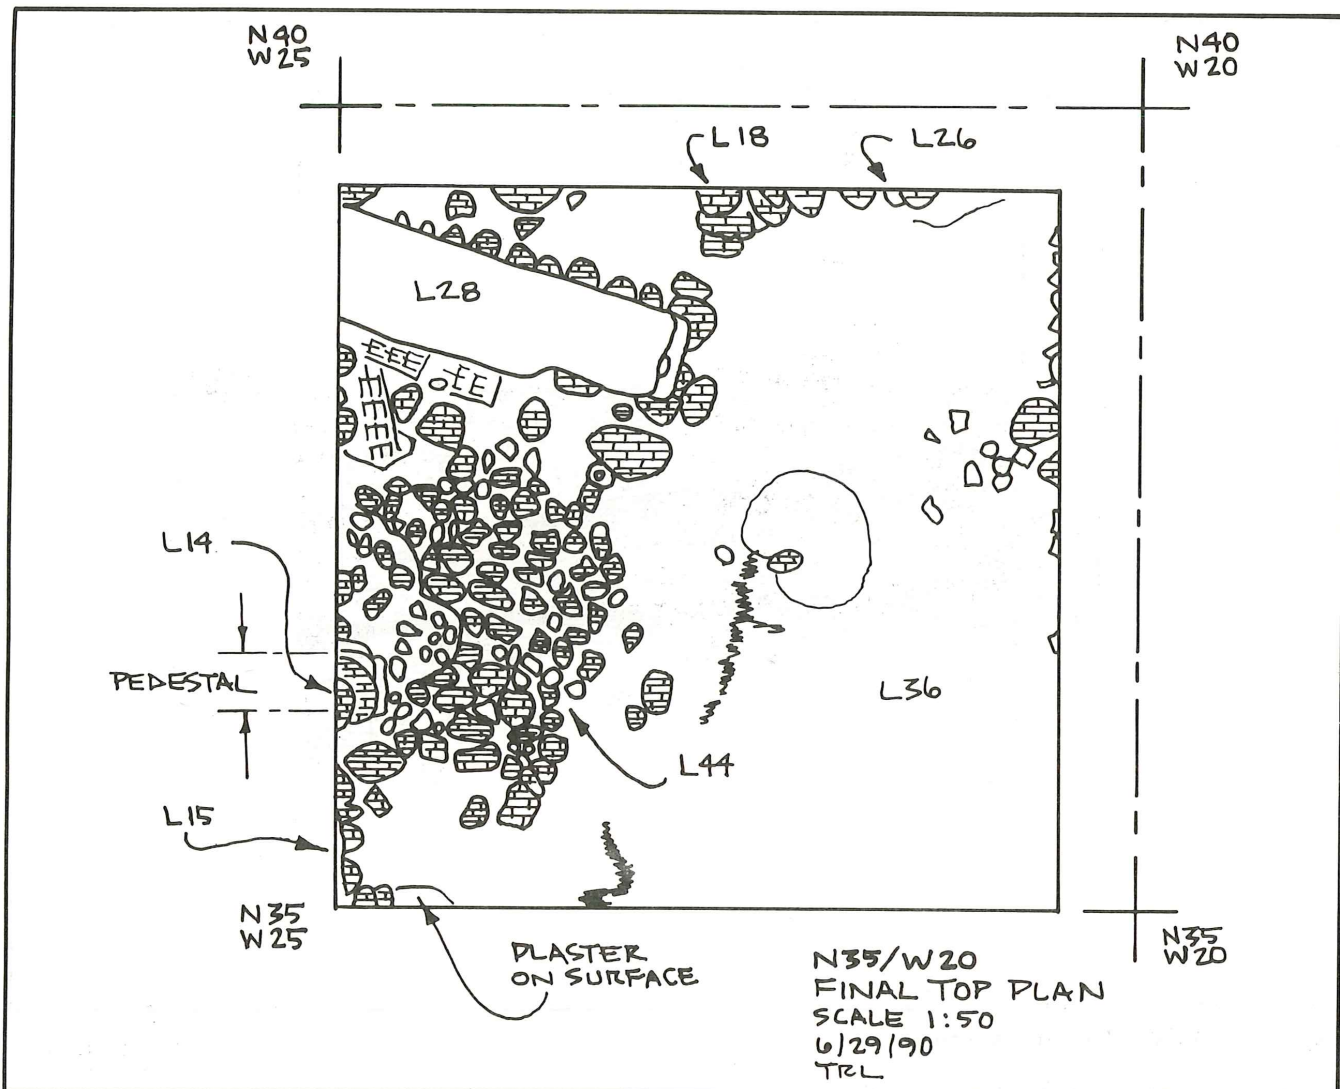 N40
W25
N40
W20
L18
L26
L28
L14
PEDESTAL
L36
L44
L15
N35
W25
PLASTER
ON SURFACE
N35
W20
N35/W20
FINAL TOP PLAN
SCALE 1:50
6/29/90
TRL